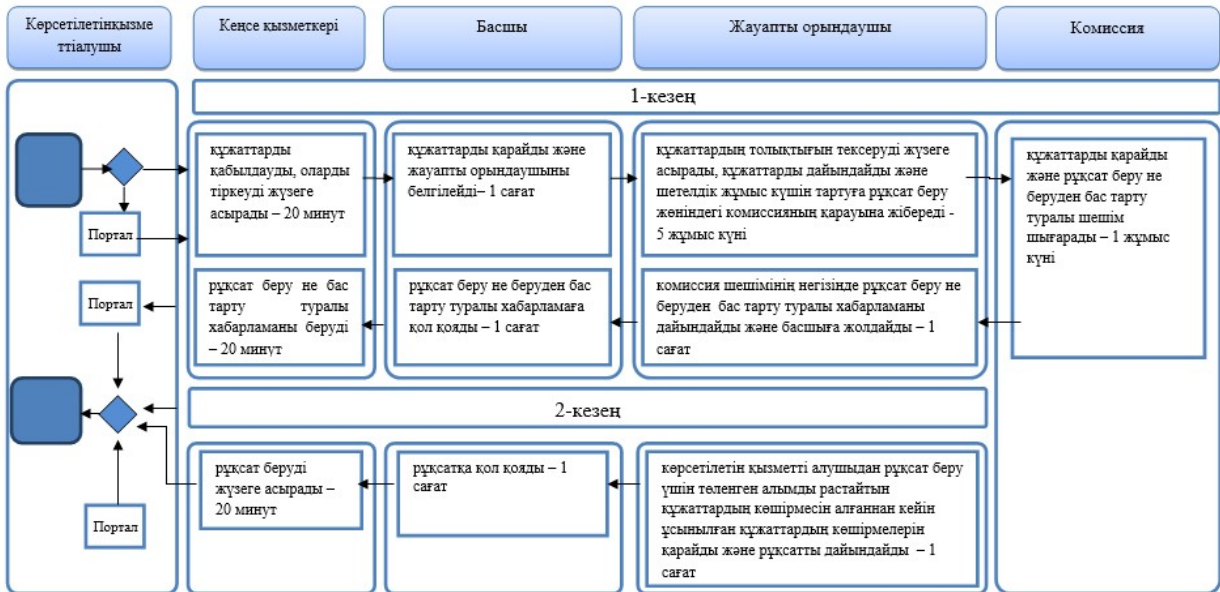 Көрсетілетінқызме
ттіалушы
Кеңсе қызметкері
Басшы
Жауапты орындаушы
Комиссия
1-кезең
құжаттарды
қабылдауды, оларды
тіркеуді жүзеге
асырады – 20 минут
құжаттарды қарайды және
жауапты орындаушыны
белгілейді– 1 сағат
құжаттардың толықтығын тексеруді жүзеге
асырады, құжаттарды дайындайды және
шетелдік жұмыс күшін тартуға рұқсат беру
жөніндегі комиссияның қарауына жібереді -
5 жұмыс күні
құжаттарды қарайды
және рұқсат беру не
беруден бас тарту
туралы шешім
шығарады – 1 жұмыс
күні
Портал
Портал
рұқсат беру не бас
тарту туралы
хабарламаны беруді
– 20 минут
рұқсат беру не беруден бас
тарту туралы хабарламаға
қол қояды – 1 сағат
комиссия шешімінің негізінде рұқсат беру не
беруден бас тарту туралы хабарламаны
дайындайды және басшыға жолдайды – 1
сағат
2-кезең
рұқсат беруді
жүзеге асырады –
20 минут
рұқсатқа қол қояды – 1
сағат
көрсетілетін қызметті алушыдан рұқсат беру
үшін төленген алымды растайтын
құжаттардың көшірмесін алғаннан кейін
ұсынылған құжаттардың көшірмелерін
қарайды және рұқсатты дайындайды – 1
сағат
Портал